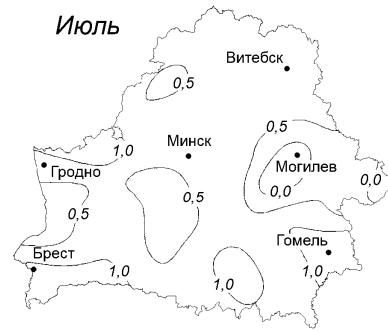 Июль
Витебск
0,5
0,5
1,0
Минск
Гродно
Могилев
0,5
0,0
0,0
0,5
Гомель
Брест
1,0
1,0
1,0